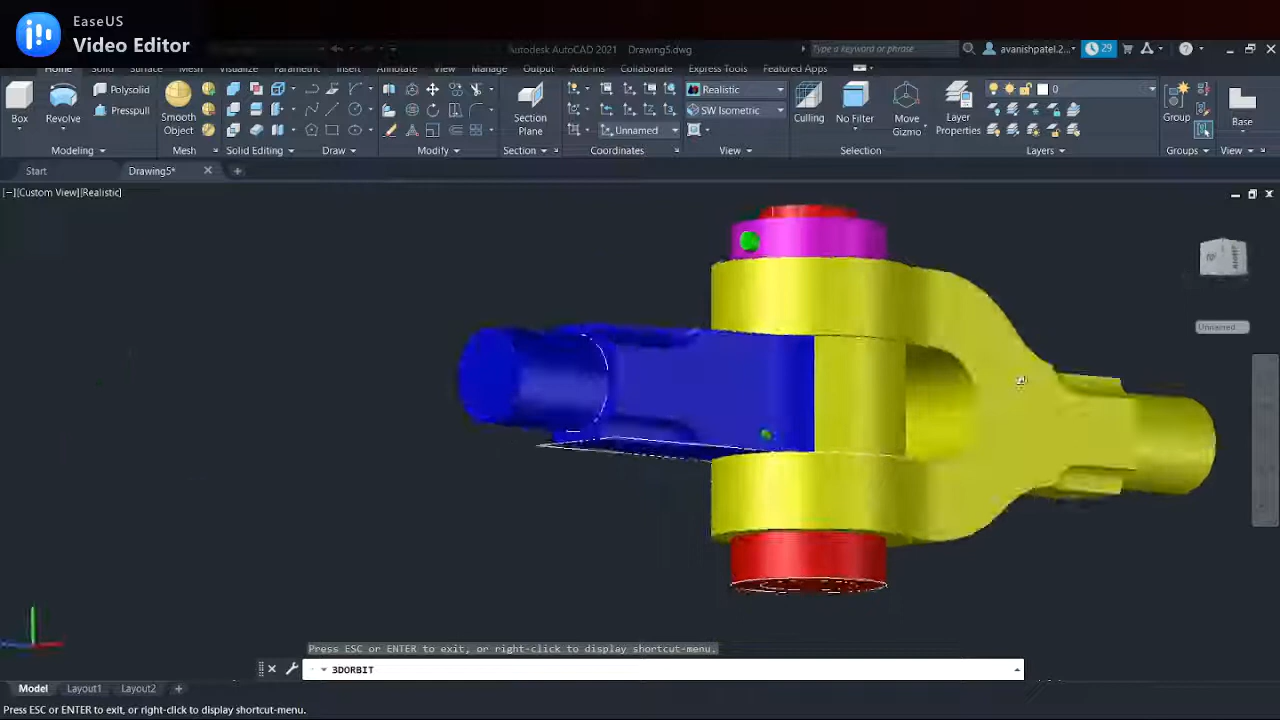 EaseUS
Video Editor
Autodesk AutoCAD 2021 Drawing5.dwg
Type a keyword or phrase
avanishpatel.2...
29
Home Solid Surface Mesh Visualize Parametric Insert Annotate View Manage Output Add-ins Collaborate Express Tools Featured Apps
Box
Revolve
Polysolid
Presspull
Smooth
Object
Section
Plane
Realistic
SW Isometric
Unnamed
Culling
No Filter
Move
Gizmo
Layer
Properties
0
Group
Base
Modeling
Mesh
Solid Editing
Draw
Modify
Section
Coordinates
View
Selection
Layers
Groups
View
Start
Drawing5*
[−][Custom View][Realistic]
RIGHT
Unnamed
Press ESC or ENTER to exit, or right-click to display shortcut-menu.
3DORBIT
Model
Layout1
Layout2
Press ESC or ENTER to exit, or right-click to display shortcut-menu.